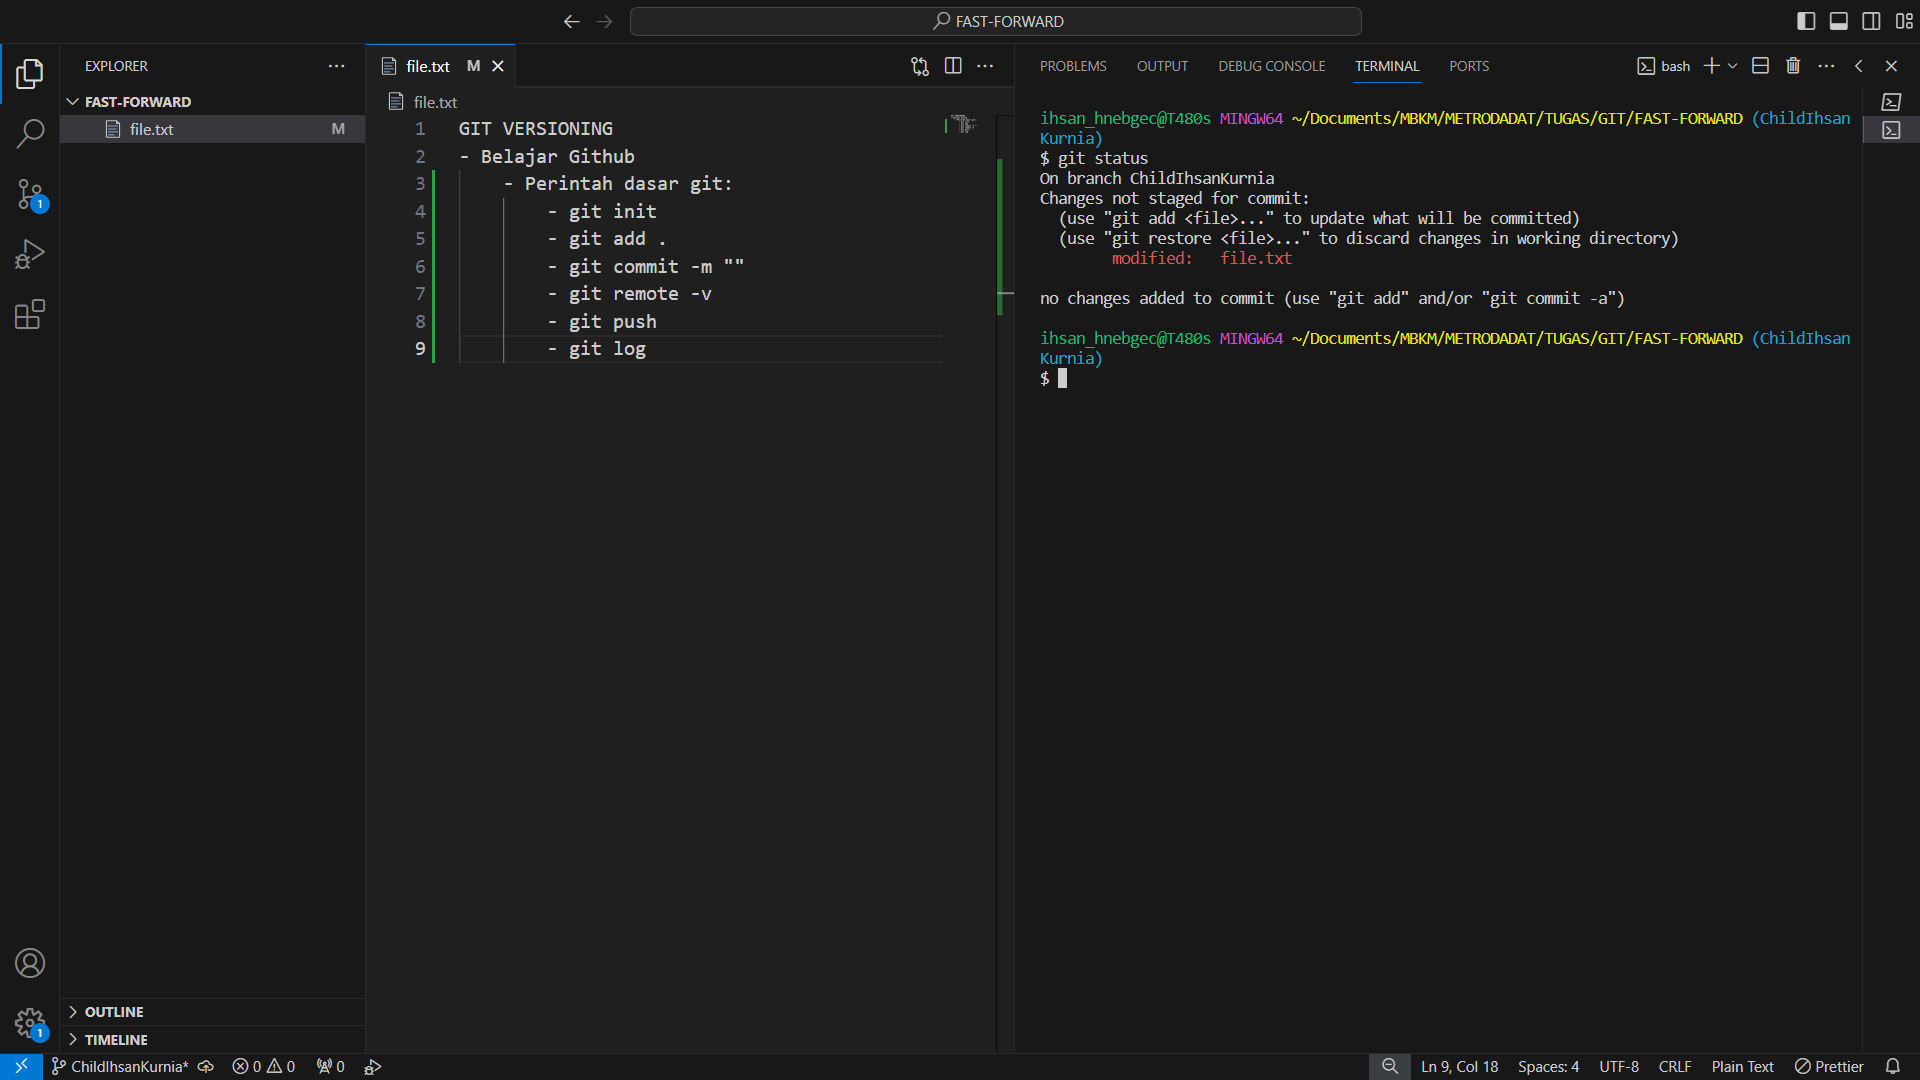 FAST-FORWARD
EXPLORER
FAST-FORWARD
file.txt M
OUTLINE
TIMELINE
file.txt M
file.txt
1 GIT VERSIONING
2 - Belajar Github
3 - Perintah dasar git:
4 - git init
5 - git add .
6 - git commit -m ""
7 - git remote -v
8 - git push
9 - git log
PROBLEMS OUTPUT DEBUG CONSOLE TERMINAL PORTS bash
ihsan_hnebgec@T480s MINGW64 ~/Documents/MBKM/METRODADAT/TUGAS/GIT/FAST-FORWARD (ChildIhsan
Kurnia)
$ git status
On branch ChildIhsanKurnia
Changes not staged for commit:
(use "git add <file>..." to update what will be committed)
(use "git restore <file>..." to discard changes in working directory)
modified: file.txt
no changes added to commit (use "git add" and/or "git commit -a")
ihsan_hnebgec@T480s MINGW64 ~/Documents/MBKM/METRODADAT/TUGAS/GIT/FAST-FORWARD (ChildIhsan
Kurnia)
$
1
1
ChildIhsanKurnia* 0 0 0 Ln 9, Col 18 Spaces: 4 UTF-8 CRLF Plain Text Prettier